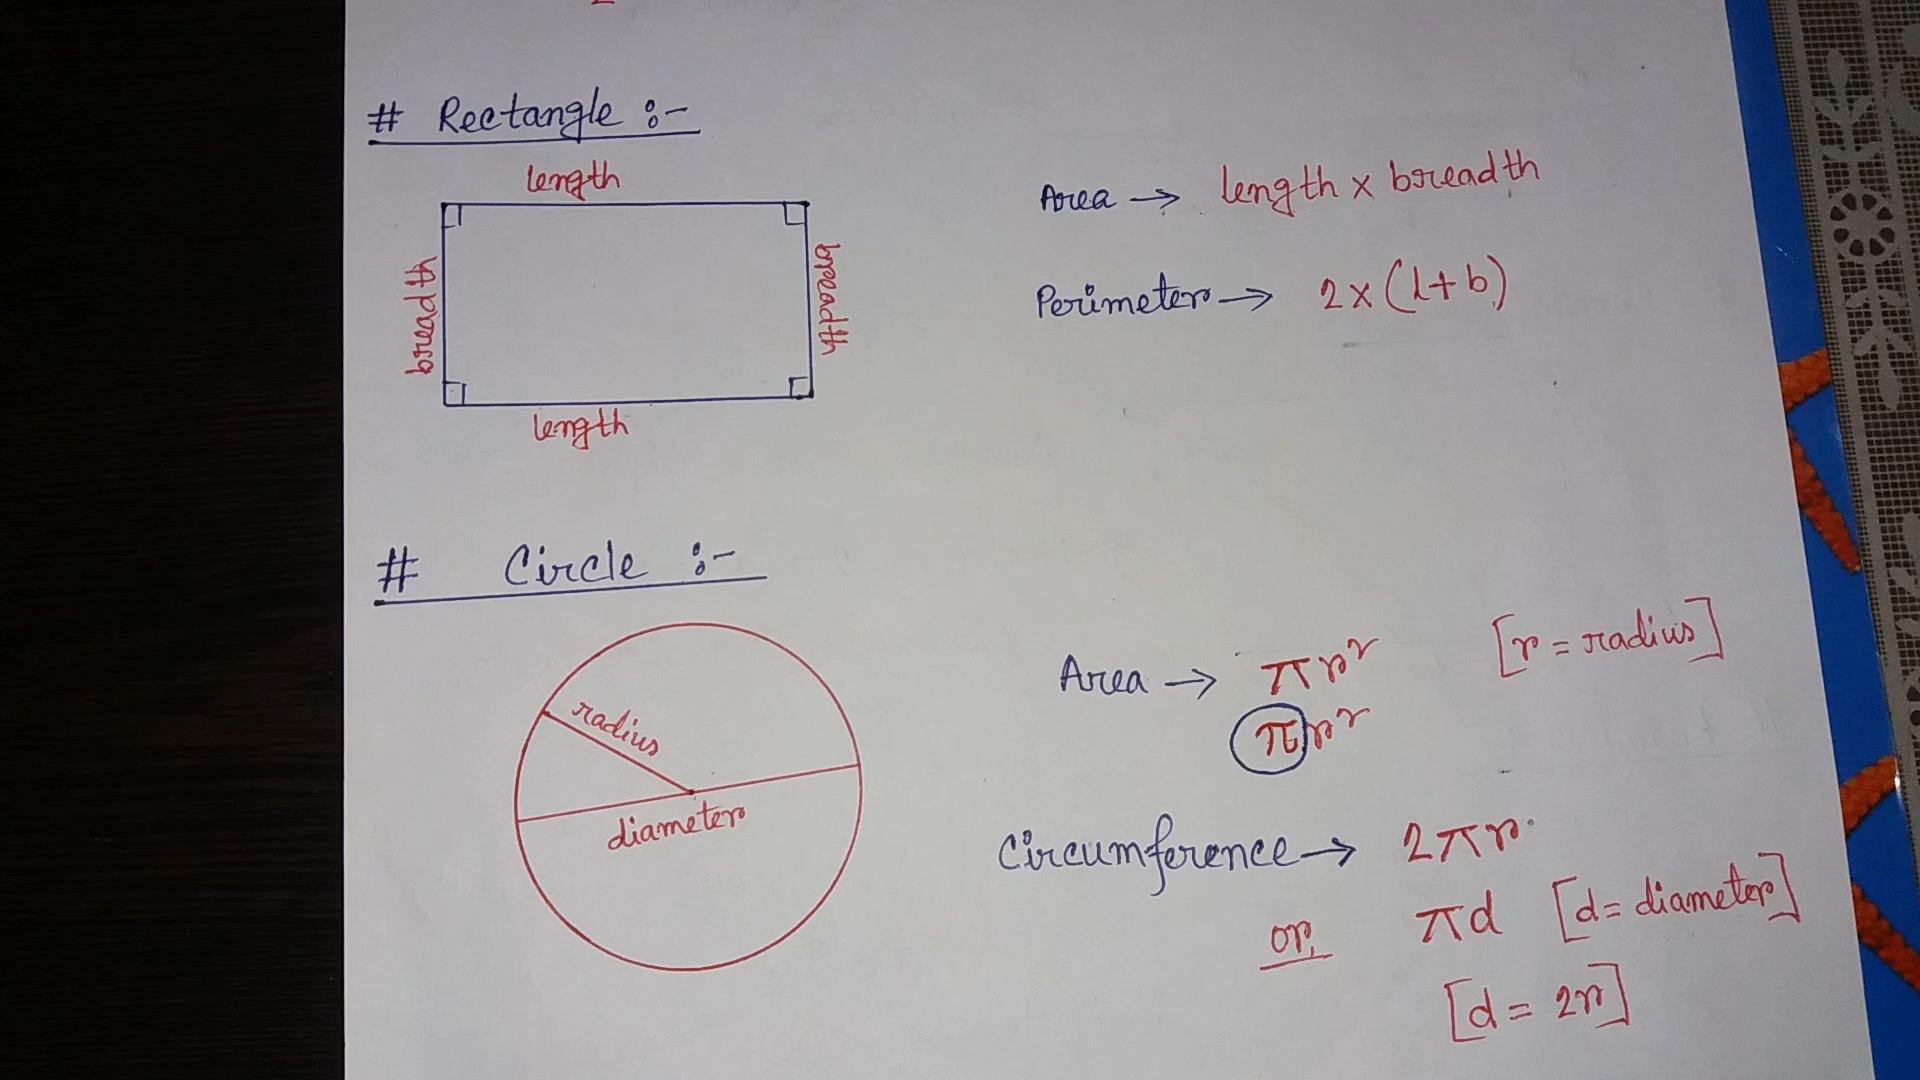 # Rectangle :-
length
breadth
breadth
length
Area → length x breadth
Perimeter → 2x (l+b)
# Circle :-
radius
diameter
Area → πr² [r = radius]
πr²
Circumference → 2πr
or, πd [d = diameter]
[d = 2r]